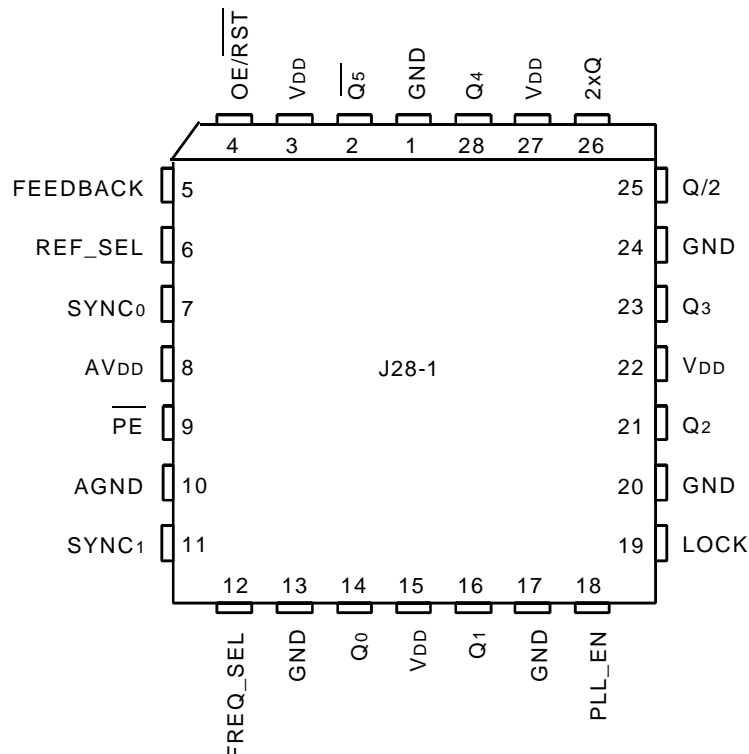 OE/RST
VDD
Q5
GND
Q4
VDD
2xQ
4
3
2
1
28
27
26
FEEDBACK
5
25
Q/2
REF_SEL
6
24
GND
SYNC0
7
23
Q3
AVDD
8
J28-1
22
VDD
PE
9
21
Q2
AGND
10
20
GND
SYNC1
11
19
LOCK
12
13
14
15
16
17
18
FREQ_SEL
GND
Q0
VDD
Q1
GND
PLL_EN